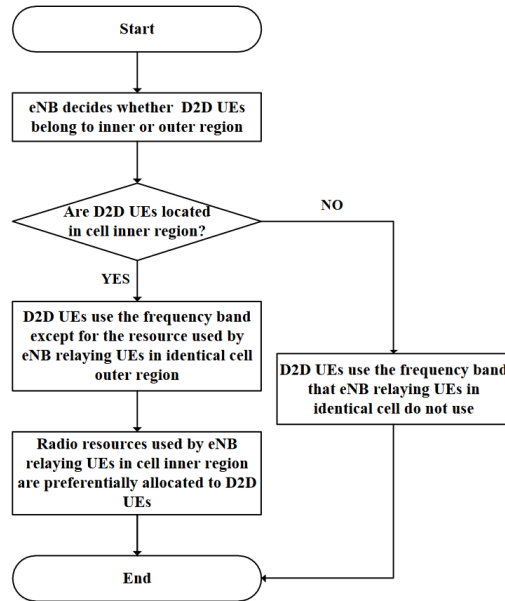 Start
eNB decides whether D2D UEs
belong to inner or outer region
Are D2D UEs located
in cell inner region?
NO
YES
D2D UEs use the frequency band
except for the resource used by
eNB relaying UEs in identical cell
outer region
D2D UEs use the frequency band
that eNB relaying UEs in
identical cell do not use
Radio resources used by eNB
relaying UEs in cell inner region
are preferentially allocated to D2D
UEs
End